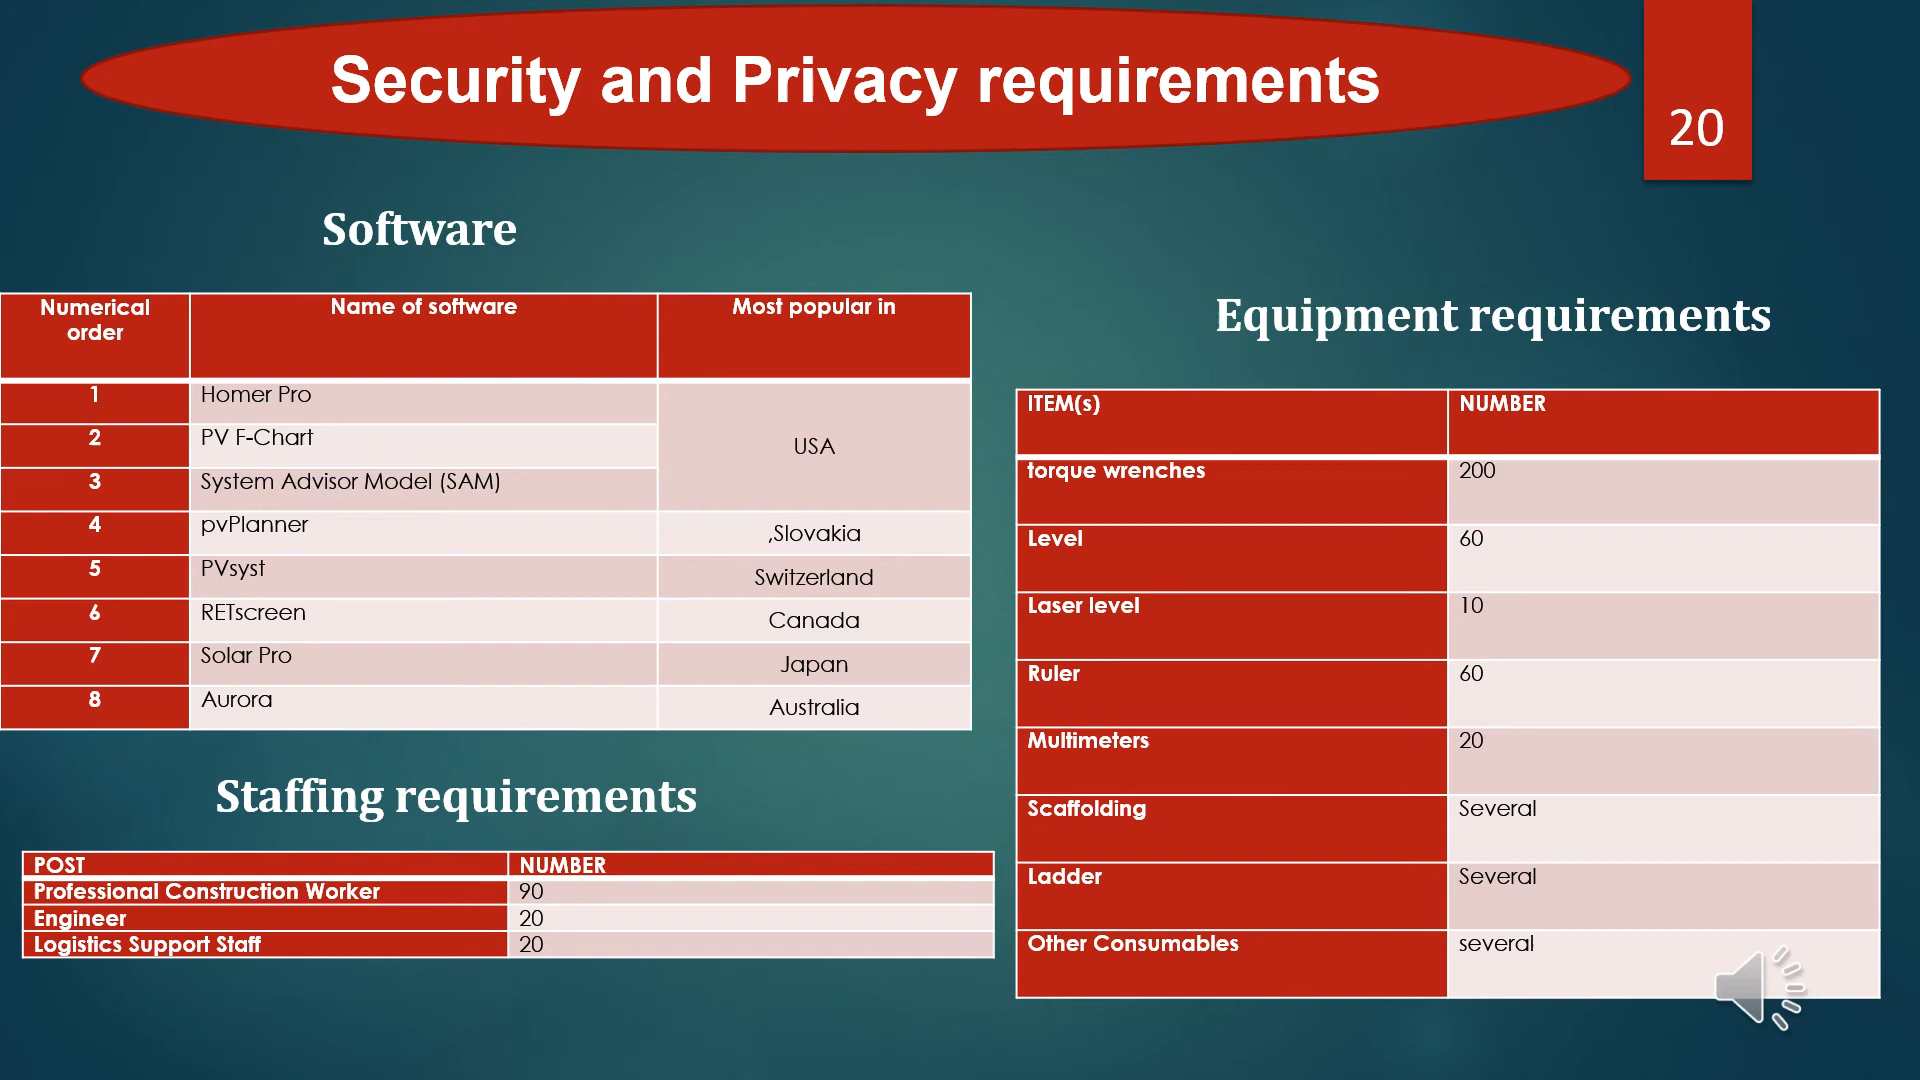 Security and Privacy requirements
20
Software
Numerical order Name of software Most popular in
1 Homer Pro USA
2 PV F-Chart
3 System Advisor Model (SAM)
4 pvPlanner ,Slovakia
5 PVsyst Switzerland
6 RETscreen Canada
7 Solar Pro Japan
8 Aurora Australia
Staffing requirements
POST NUMBER
Professional Construction Worker 90
Engineer 20
Logistics Support Staff 20
Equipment requirements
ITEM(s) NUMBER
torque wrenches 200
Level 60
Laser level 10
Ruler 60
Multimeters 20
Scaffolding Several
Ladder Several
Other Consumables several